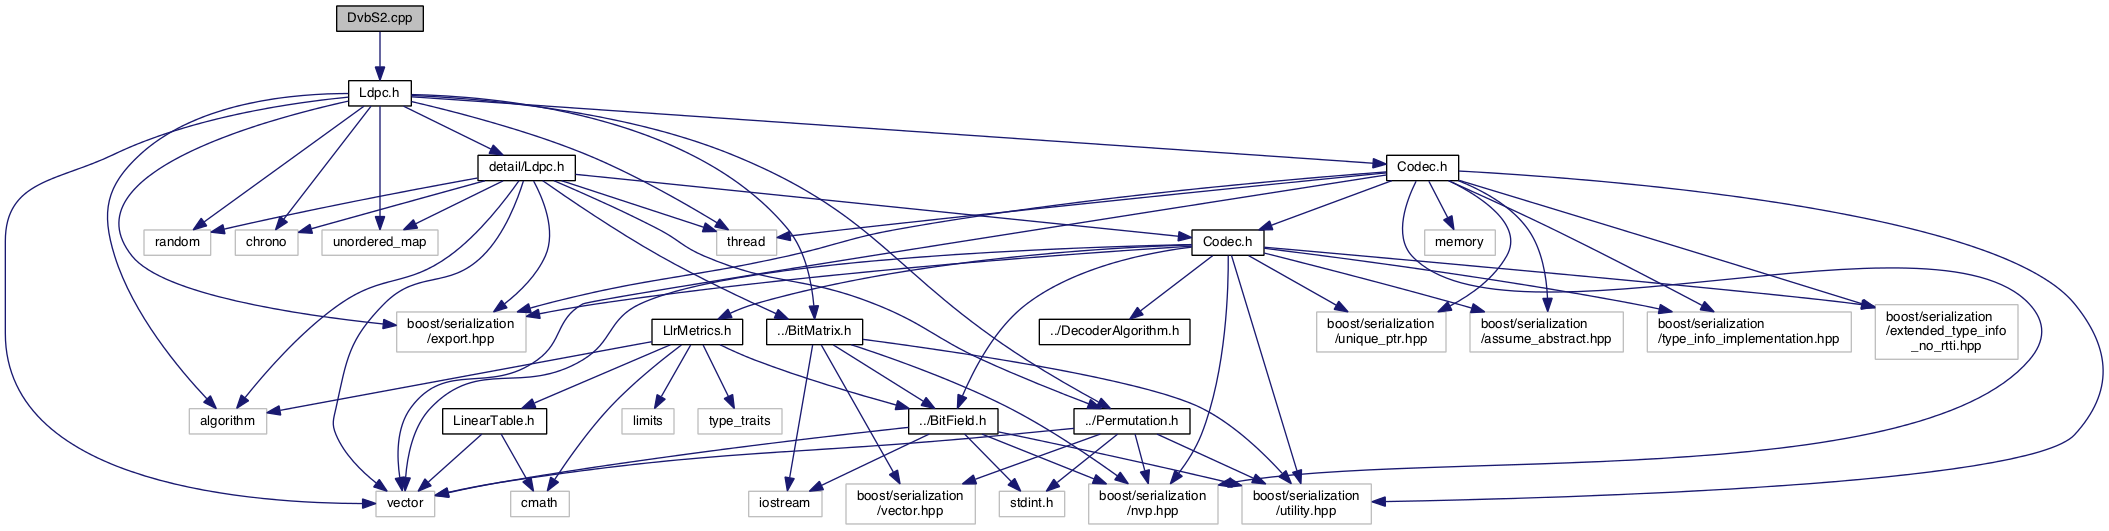 DvbS2.cpp
Ldpc.h
detail/Ldpc.h
Codec.h
random
chrono
unordered_map
thread
Codec.h
memory
boost/serialization
/export.hpp
LlrMetrics.h
../BitMatrix.h
../DecoderAlgorithm.h
boost/serialization
/unique_ptr.hpp
boost/serialization
/assume_abstract.hpp
boost/serialization
/type_info_implementation.hpp
boost/serialization
/extended_type_info
_no_rtti.hpp
algorithm
LinearTable.h
limits
type_traits
../BitField.h
../Permutation.h
vector
cmath
iostream
boost/serialization
/vector.hpp
stdint.h
boost/serialization
/nvp.hpp
boost/serialization
/utility.hpp